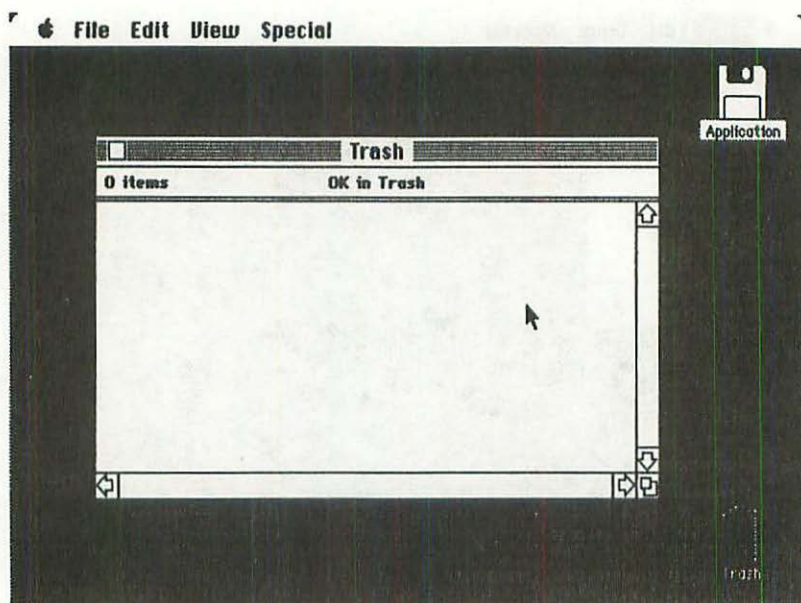 File Edit View Special
Application
Trash
0 items OK in Trash
Trash